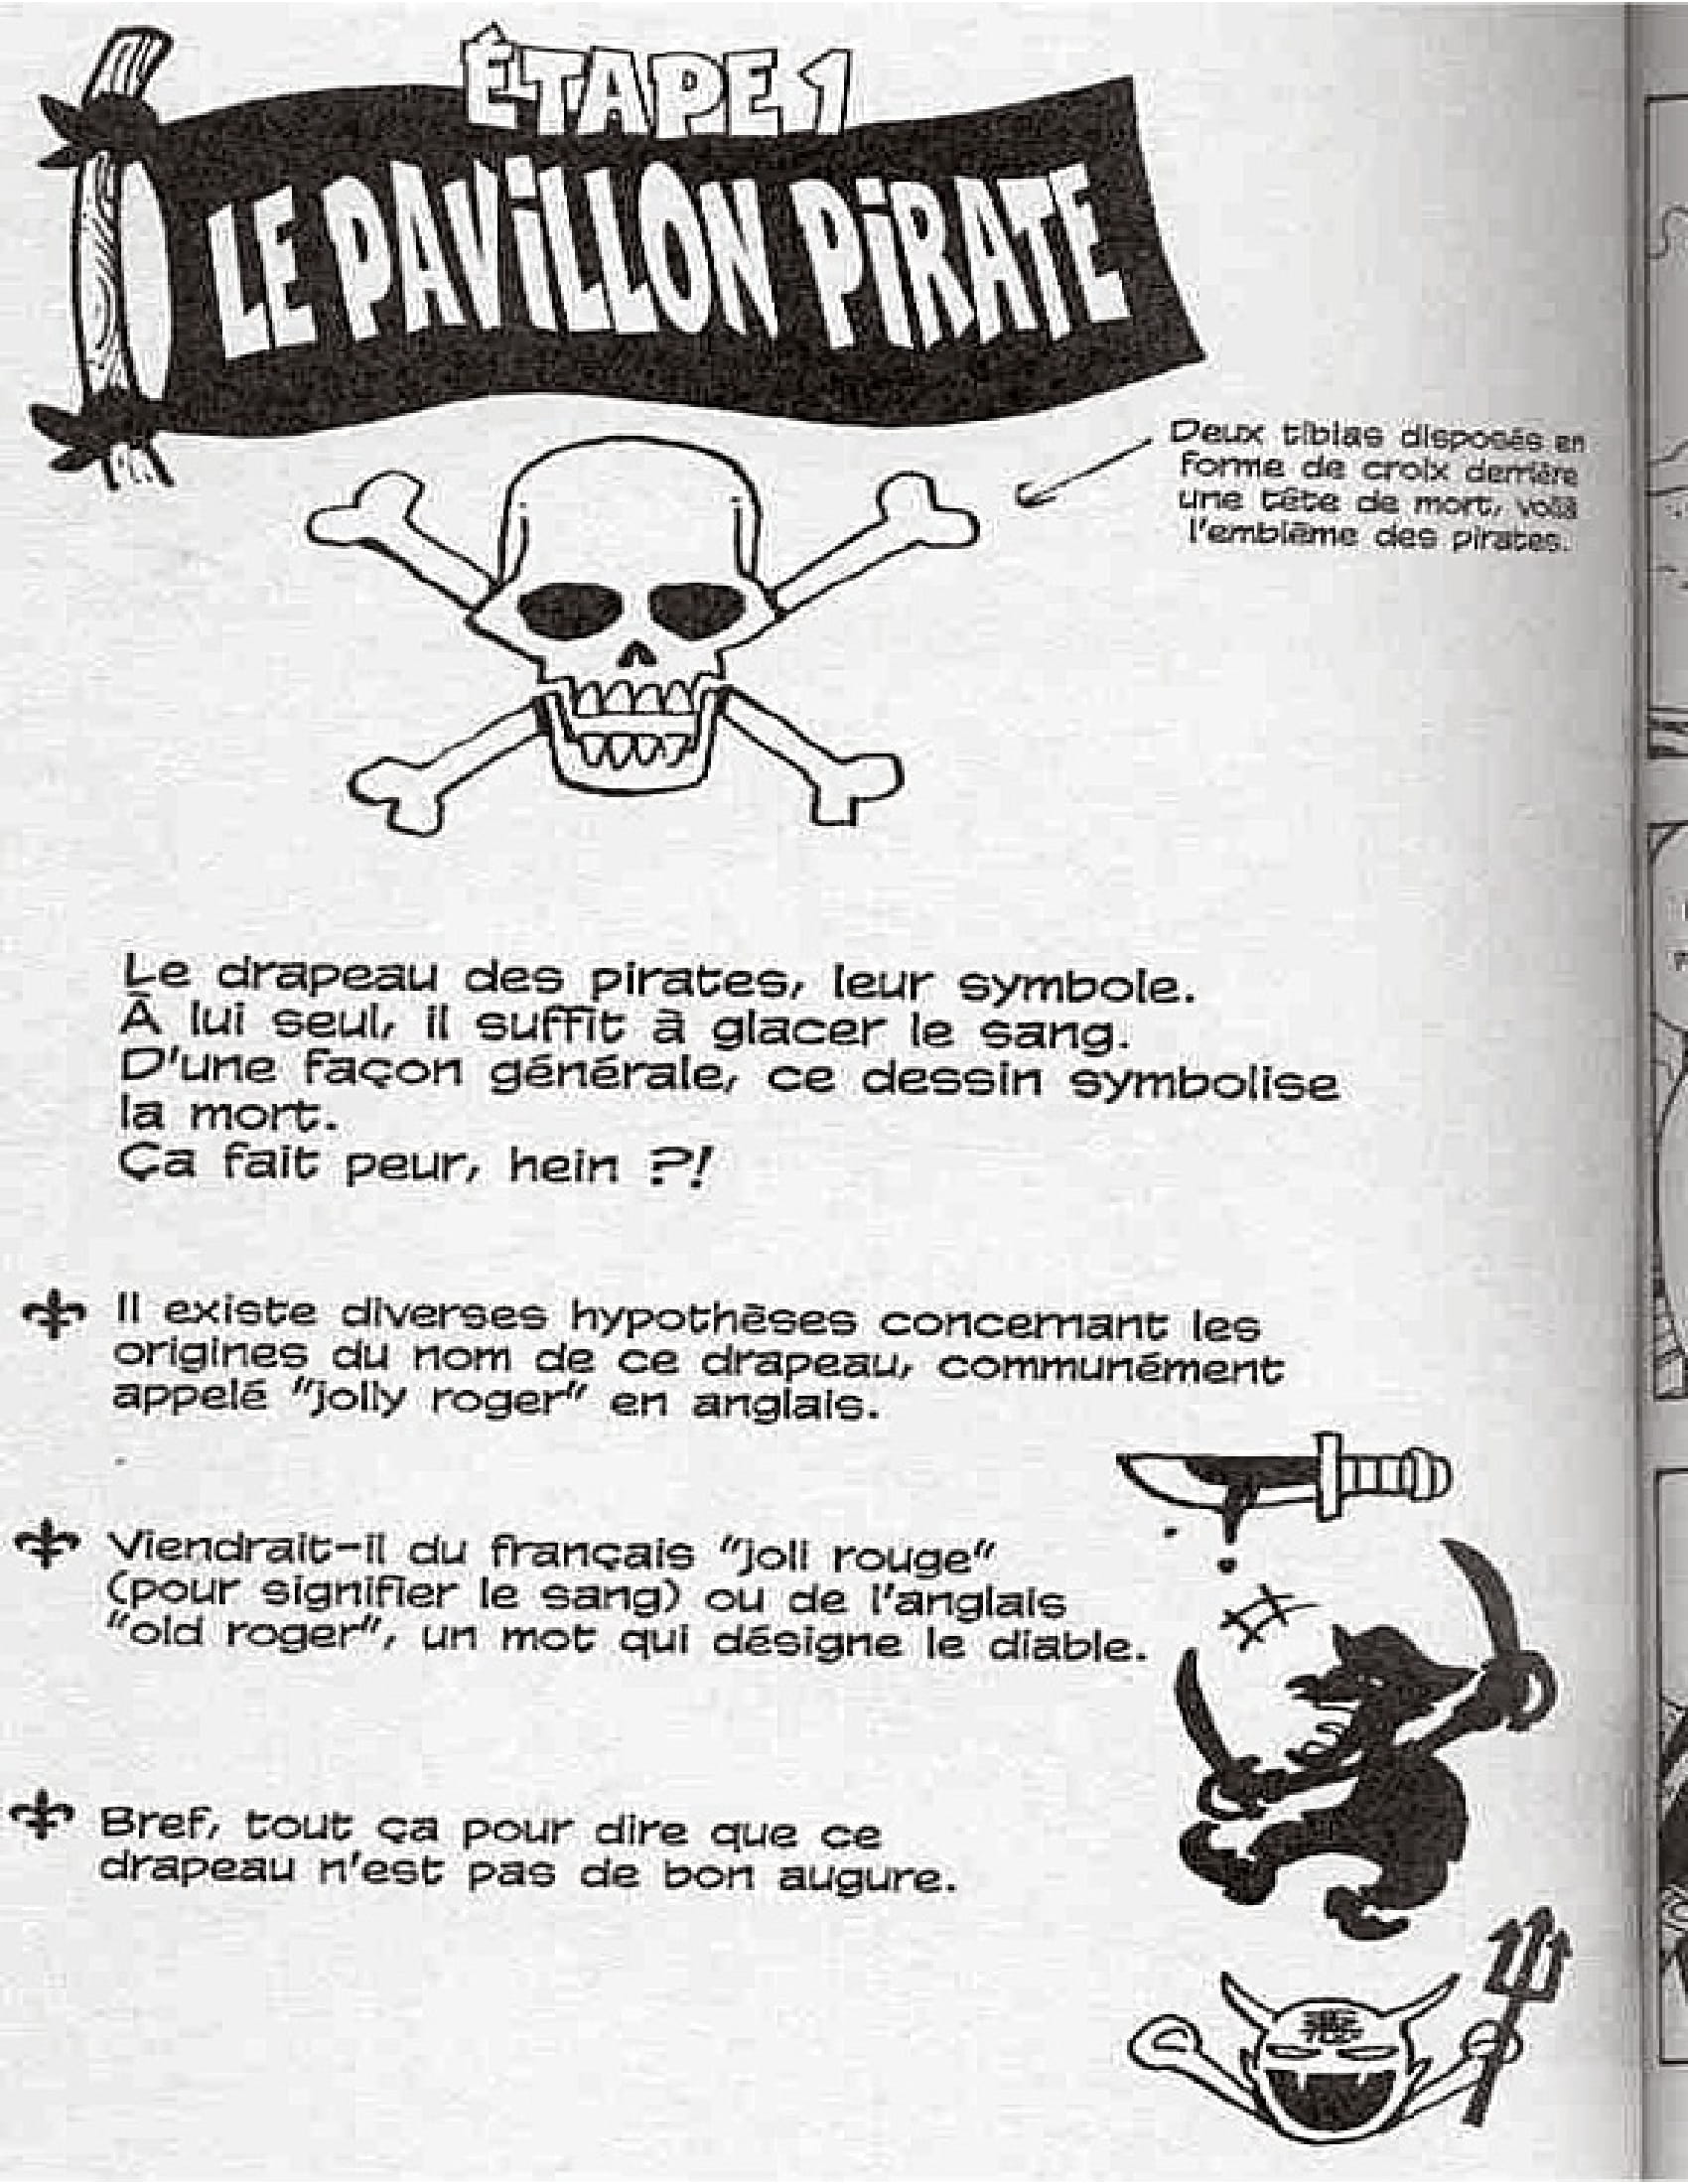 ÉTAPE 1
LE PAViLLON PiRATE
Deux tibias disposés en
forme de croix derrière
une tête de mort, voilà
l'emblème des pirates.
Le drapeau des pirates, leur symbole.
À lui seul, il suffit à glacer le sang.
D'une façon générale, ce dessin symbolise
la mort.
Ça fait peur, hein ?!
Il existe diverses hypothèses concernant les
origines du nom de ce drapeau, communément
appelé "jolly roger" en anglais.
Viendrait-il du français "joli rouge"
(pour signifier le sang) ou de l'anglais
"old roger", un mot qui désigne le diable.
Bref, tout ça pour dire que ce
drapeau n'est pas de bon augure.